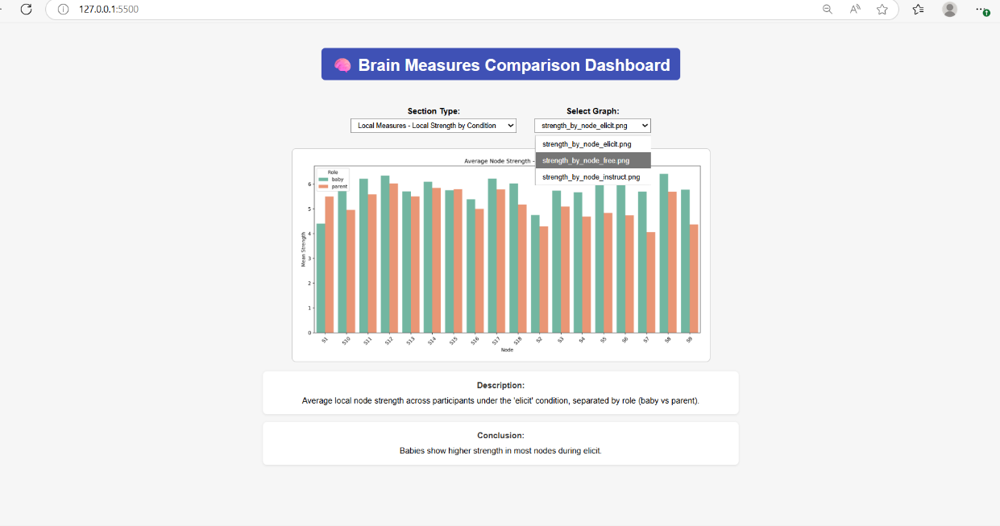 127.0.0.1:5500
🧠 Brain Measures Comparison Dashboard
Section Type:
Select Graph:
Local Measures - Local Strength by Condition
strength_by_node_elicit.png
strength_by_node_elicit.png
strength_by_node_free.png
strength_by_node_instruct.png
Average Node Strength -
Role
baby
parent
Mean Strength
6
5
4
3
2
1
0
S1 S10 S11 S12 S13 S14 S15 S16 S17 S18 S2 S3 S4 S5 S6 S7 S8 S9
Node
Description:
Average local node strength across participants under the 'elicit' condition, separated by role (baby vs parent).
Conclusion:
Babies show higher strength in most nodes during elicit.